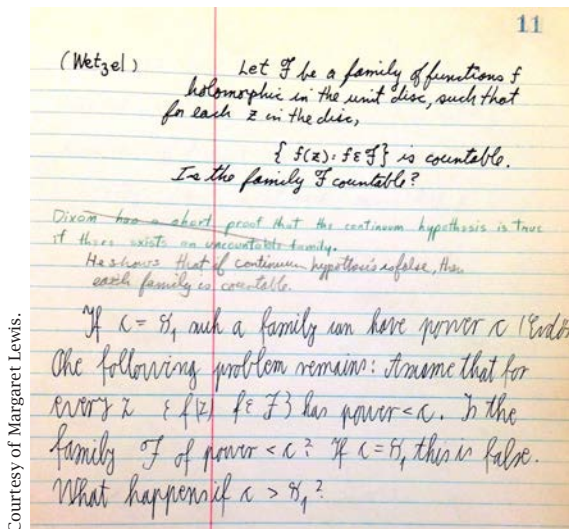 11
(Wetzel)
Let ℱ be a family of functions f
holomorphic in the unit disc, such that
for each z in the disc,
{ f(z) : f ε ℱ } is countable.
Is the family ℱ countable?
Dixon has a short proof that the continuum hypothesis is true
if there exists an uncountable family.
He shows that if continuum hypothesis is false, then
each family is countable.
If c = ℵ₁ such a family can have power c (Erdős
The following problem remains: Assume that for
every z { f(z) f ε ℱ } has power < c. Is the
family ℱ of power < c? If c = ℵ₁ this is false.
What happens if c > ℵ₁?
Courtesy of Margaret Lewis.